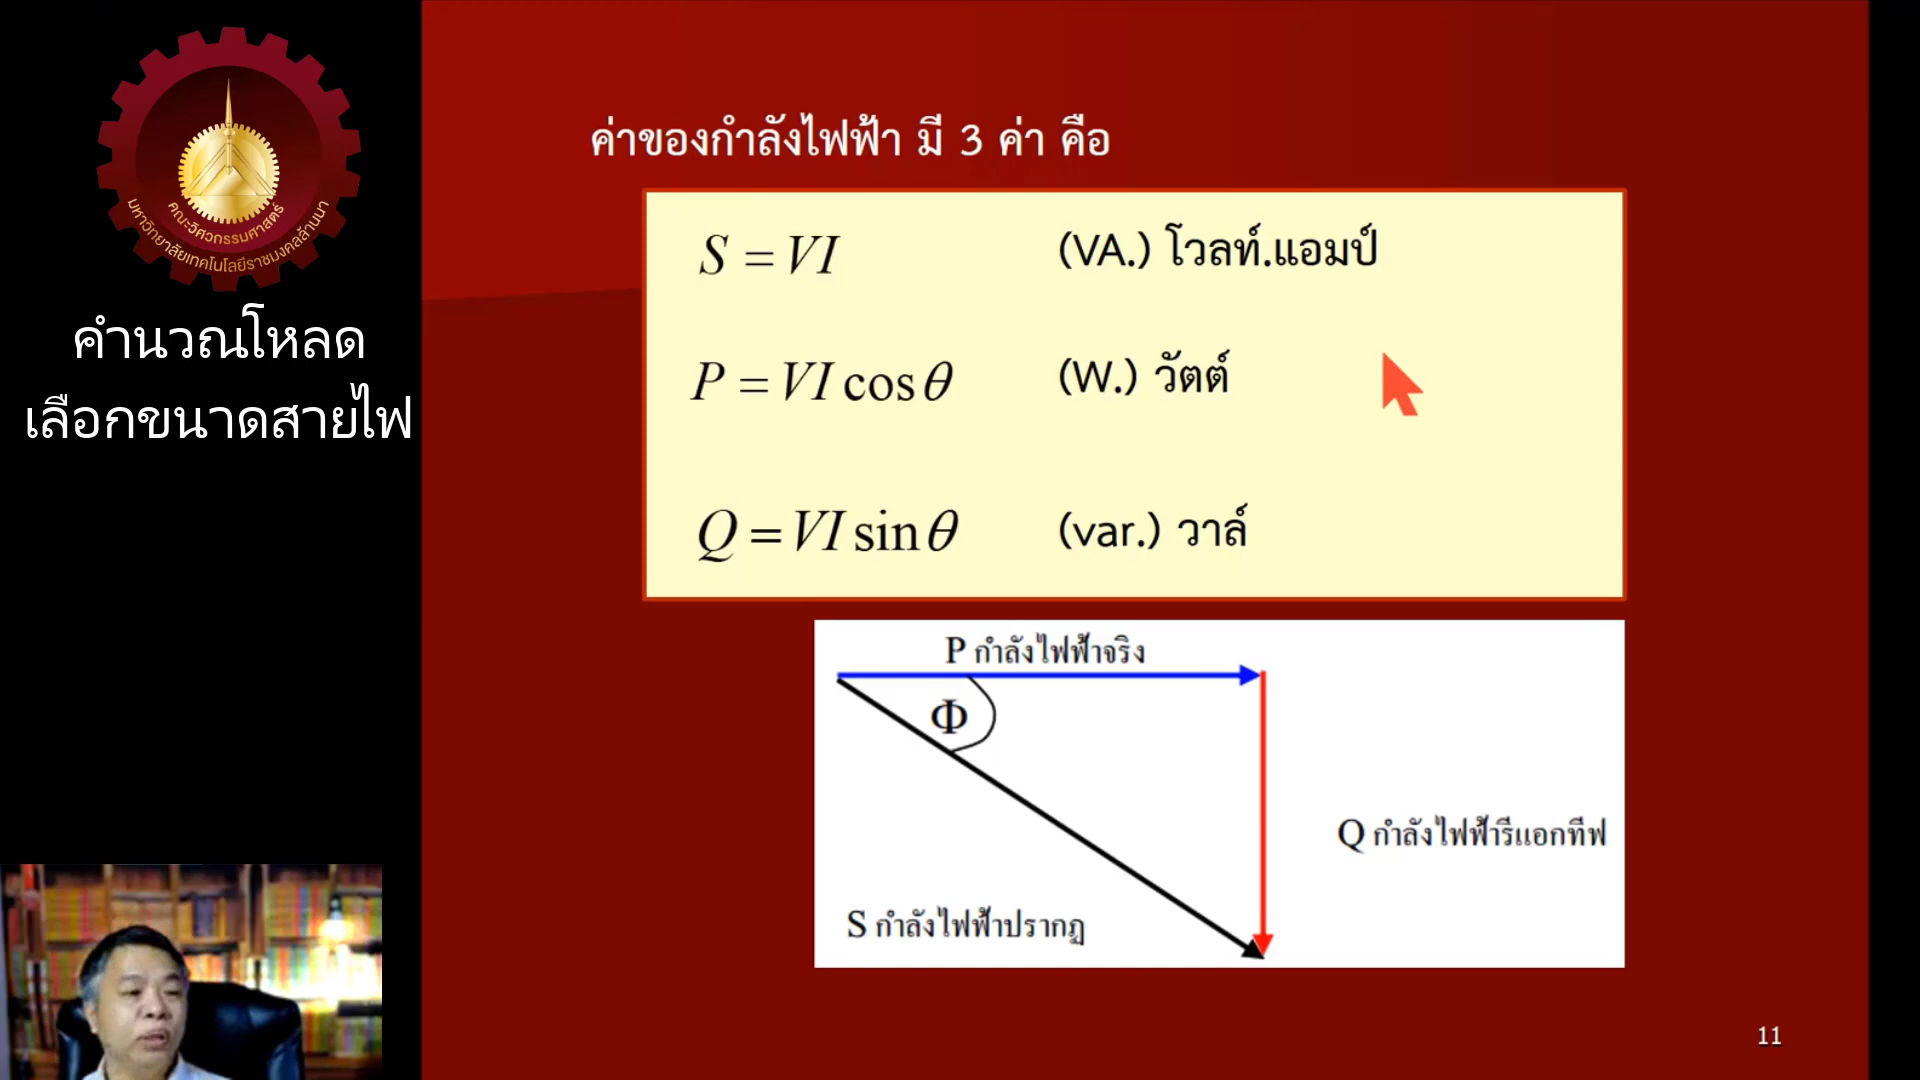 คณะวิศวกรรมศาสตร์
มหาวิทยาลัยเทคโนโลยีราชมงคลล้านนา
คำนวณโหลด
เลือกขนาดสายไฟ
ค่าของกำลังไฟฟ้า มี 3 ค่า คือ
S = VI (VA.) โวลท์.แอมป์
P = VI cos θ (W.) วัตต์
Q = VI sin θ (var.) วาล์
P กำลังไฟฟ้าจริง
Φ
Q กำลังไฟฟ้ารีแอกทีฟ
S กำลังไฟฟ้าปรากฏ
11